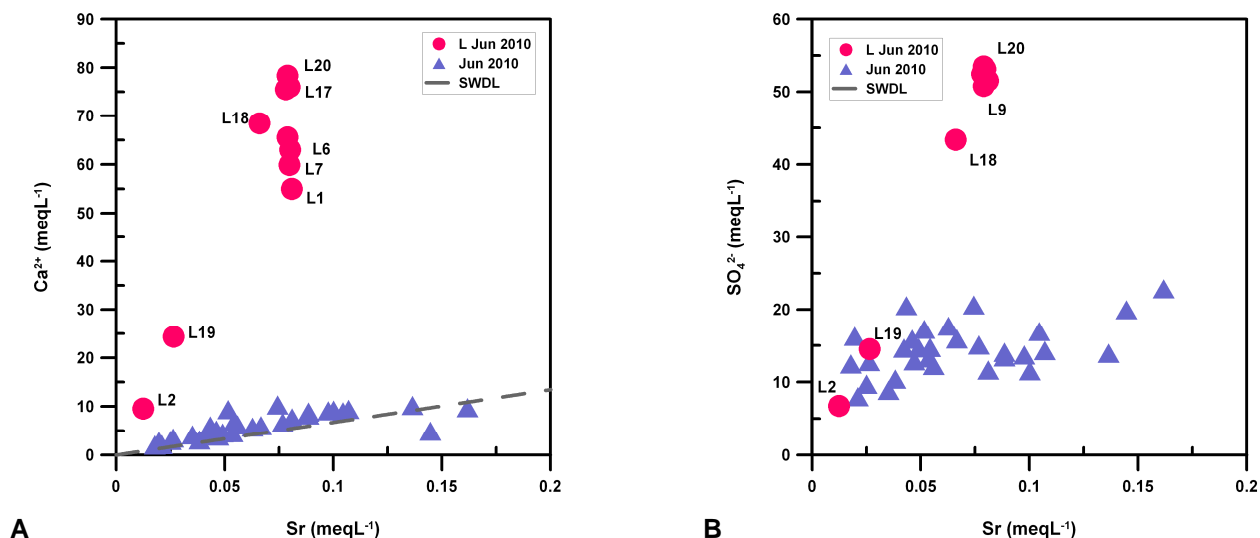 90
80
70
60
50
40
30
20
10
0
Ca²⁺ (meqL⁻¹)
L20
L17
L18
L6
L7
L1
L19
L2
L Jun 2010
Jun 2010
SWDL
0
0.05
0.1
0.15
0.2
Sr (meqL⁻¹)
A
60
50
40
30
20
10
0
SO₄²⁻ (meqL⁻¹)
L Jun 2010
Jun 2010
SWDL
L20
L9
L18
L19
L2
0
0.05
0.1
0.15
0.2
Sr (meqL⁻¹)
B